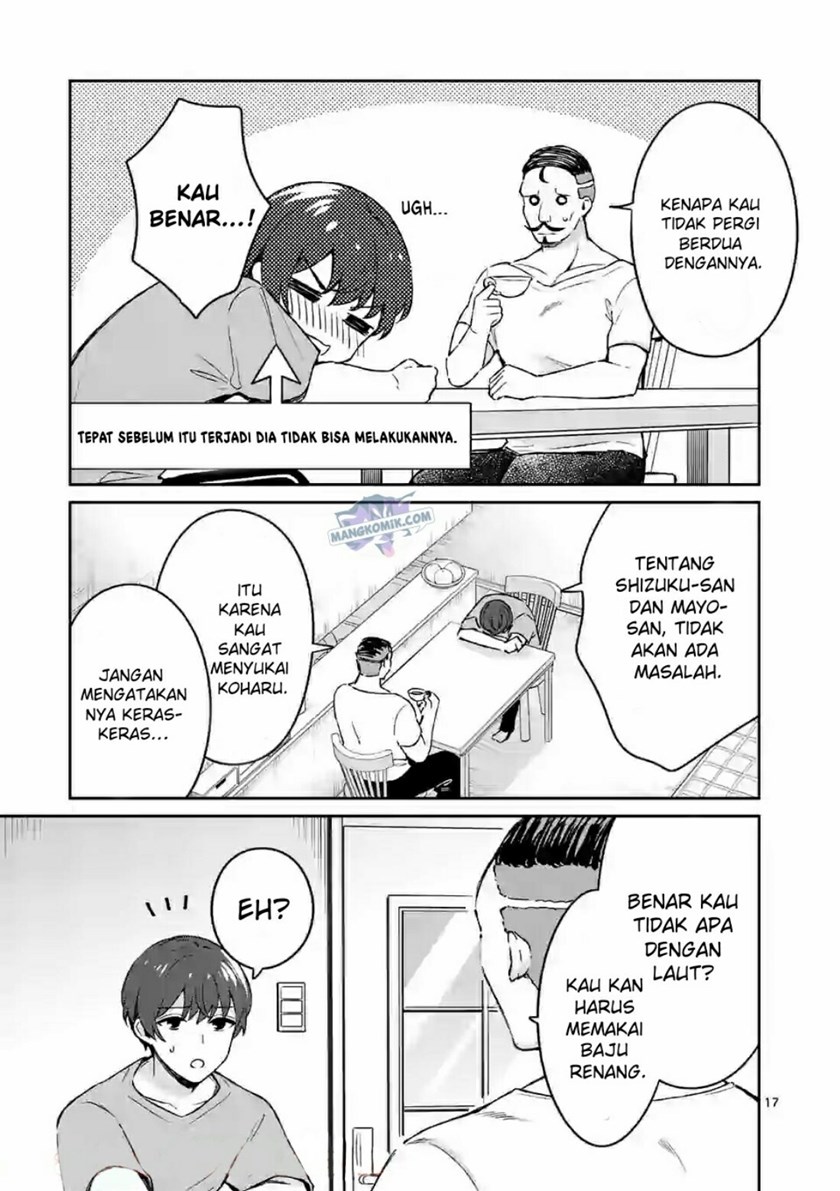 KENAPA KAU
TIDAK PERGI
BERDUA
DENGANNYA.
UGH...
KAU
BENAR...!
TEPAT SEBELUM ITU TERJADI DIA TIDAK BISA MELAKUKANNYA.
MANGKOMIK.COM
TENTANG
SHIZUKU-SAN
DAN MAYO-
SAN, TIDAK
AKAN ADA
MASALAH.
ITU
KARENA
KAU
SANGAT
MENYUKAI
KOHARU.
JANGAN
MENGATAKAN
NYA KERAS-
KERAS...
BENAR KAU
TIDAK APA
DENGAN
LAUT?
KAU KAN
HARUS
MEMAKAI
BAJU
RENANG.
EH?
17